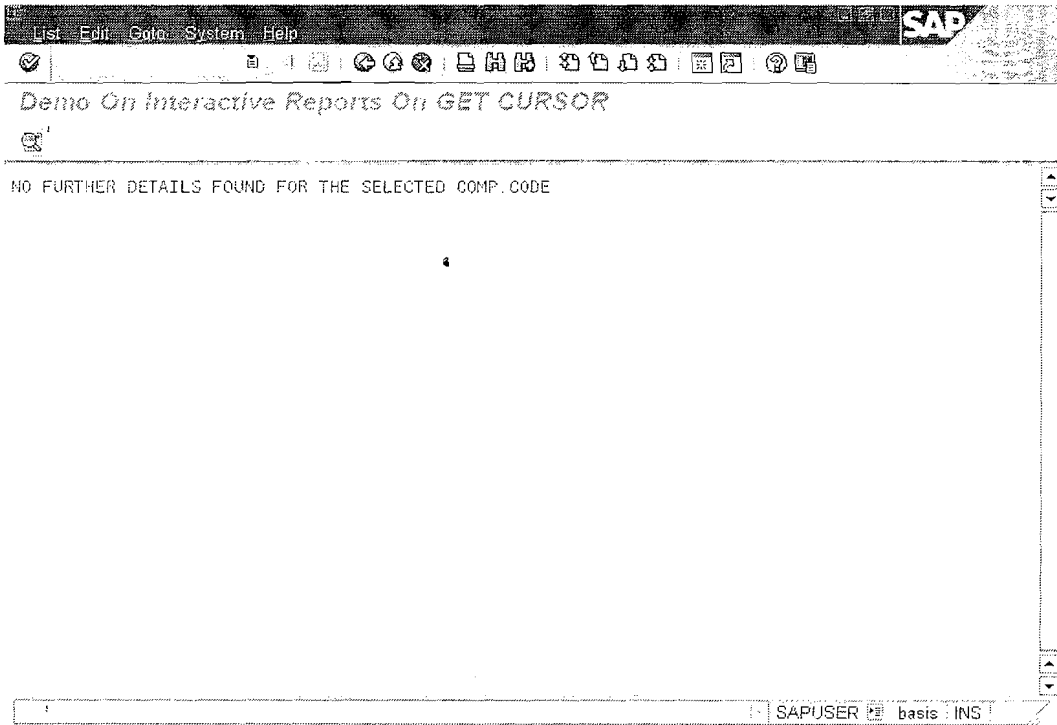 List Edit Goto System Help
SAP
Demo On Interactive Reports On GET CURSOR
NO FURTHER DETAILS FOUND FOR THE SELECTED COMP.CODE
SAPUSER basis INS